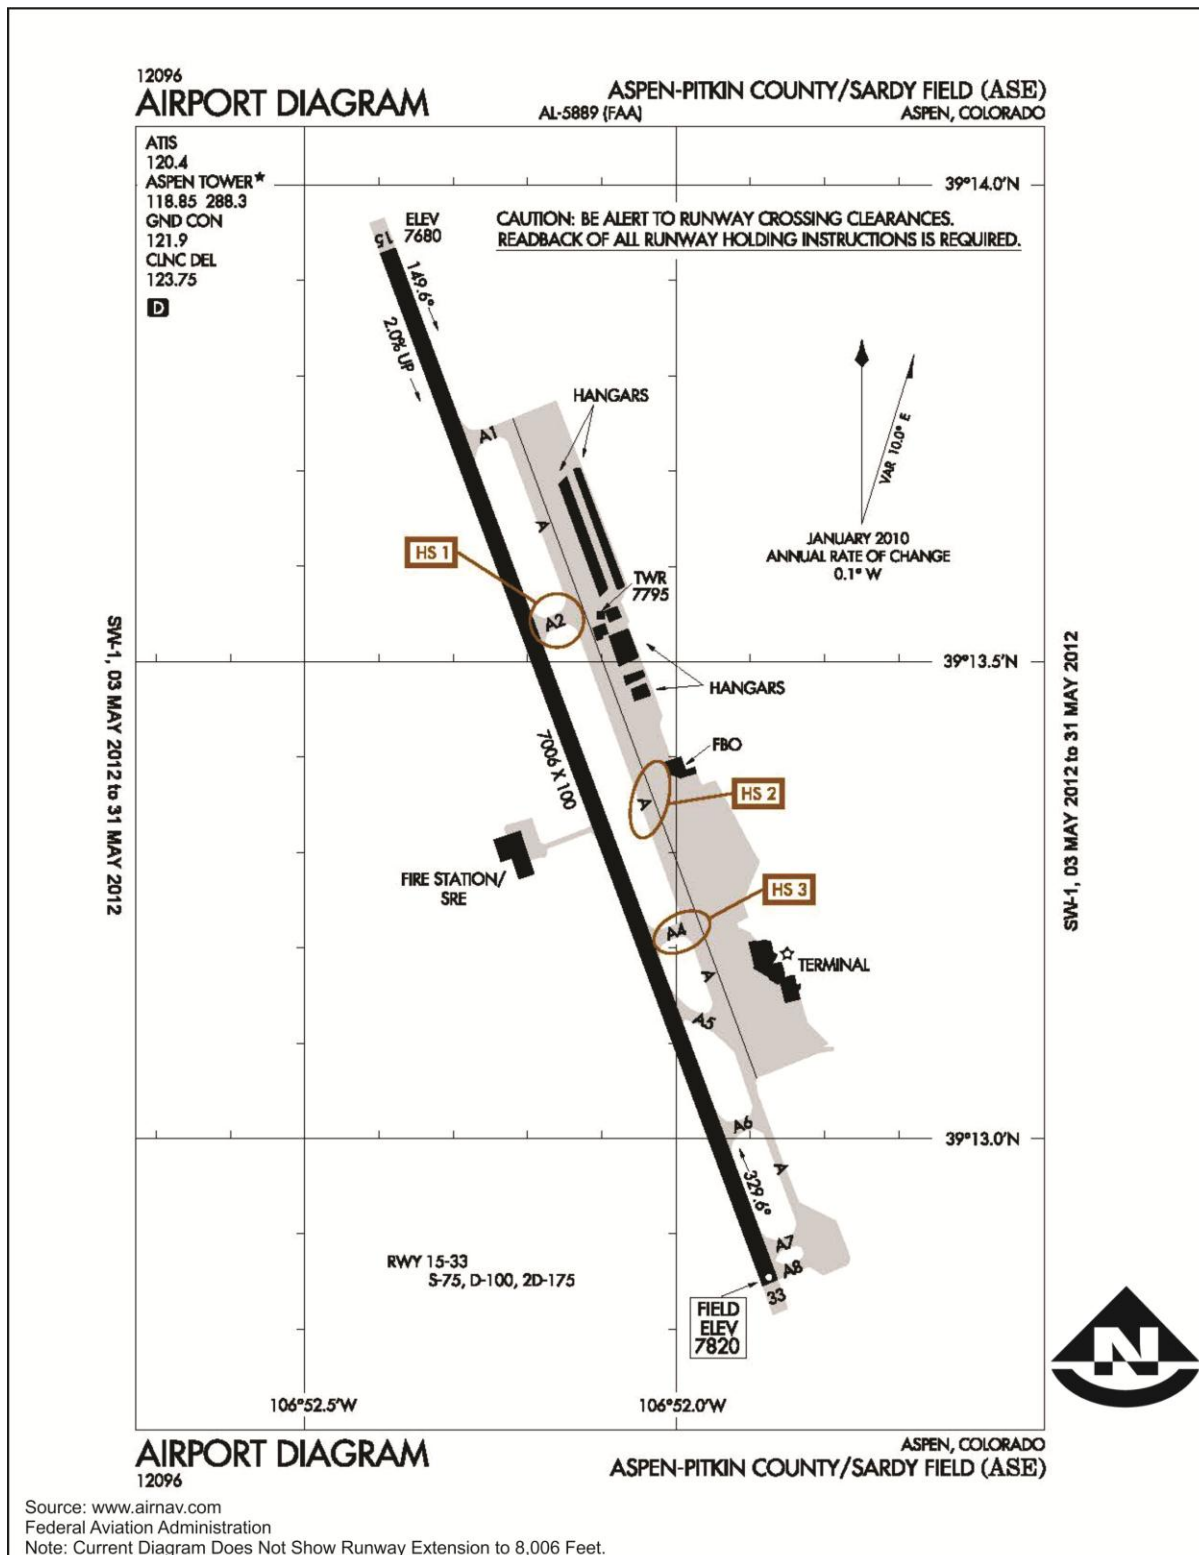 12096
AIRPORT DIAGRAM
ASPEN-PITKIN COUNTY/SARDY FIELD (ASE)
AL-5889 (FAA)
ASPEN, COLORADO
ATIS
120.4
ASPEN TOWER★
118.85 288.3
GND CON
121.9
CLNC DEL
123.75
D
39°14.0'N
ELEV
7680
CAUTION: BE ALERT TO RUNWAY CROSSING CLEARANCES.
READBACK OF ALL RUNWAY HOLDING INSTRUCTIONS IS REQUIRED.
15
149.6°
2.0% UP
HANGARS
VAR 10.0° E
A1
A
JANUARY 2010
ANNUAL RATE OF CHANGE
0.1° W
HS 1
TWR
7795
A2
SW-1, 03 MAY 2012 to 31 MAY 2012
SW-1, 03 MAY 2012 to 31 MAY 2012
39°13.5'N
HANGARS
FBO
7006 X 100
A
HS 2
FIRE STATION/
SRE
HS 3
A4
TERMINAL
A
A5
A6
39°13.0'N
A
329.6°
A7
A8
RWY 15-33
S-75, D-100, 2D-175
33
FIELD
ELEV
7820
N
106°52.5'W
106°52.0'W
AIRPORT DIAGRAM
12096
ASPEN, COLORADO
ASPEN-PITKIN COUNTY/SARDY FIELD (ASE)
Source: www.airnav.com
Federal Aviation Administration
Note: Current Diagram Does Not Show Runway Extension to 8,006 Feet.